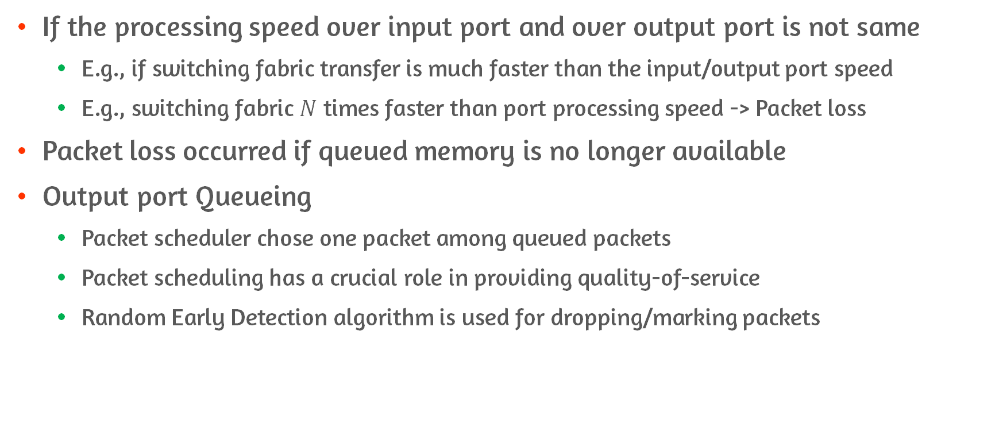 • If the processing speed over input port and over output port is not same
• E.g., if switching fabric transfer is much faster than the input/output port speed
• E.g., switching fabric N times faster than port processing speed -> Packet loss
• Packet loss occurred if queued memory is no longer available
• Output port Queueing
• Packet scheduler chose one packet among queued packets
• Packet scheduling has a crucial role in providing quality-of-service
• Random Early Detection algorithm is used for dropping/marking packets